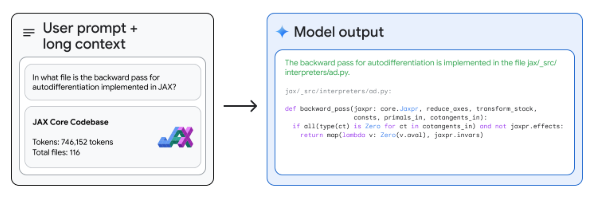 User prompt +
long context
In what file is the backward pass for
autodifferentiation implemented in JAX?
JAX Core Codebase
Tokens: 746,152 tokens
Total files: 116
JAX
Model output
The backward pass for autodifferentiation is implemented in the file jax/_src/
interpreters/ad.py.
jax/_src/interpreters/ad.py:
def backward_pass(jaxpr: core.Jaxpr, reduce_axes, transform_stack,
consts, primals_in, cotangents_in):
if all(type(ct) is Zero for ct in cotangents_in) and not jaxpr.effects:
return map(lambda v: Zero(v.aval), jaxpr.invars)